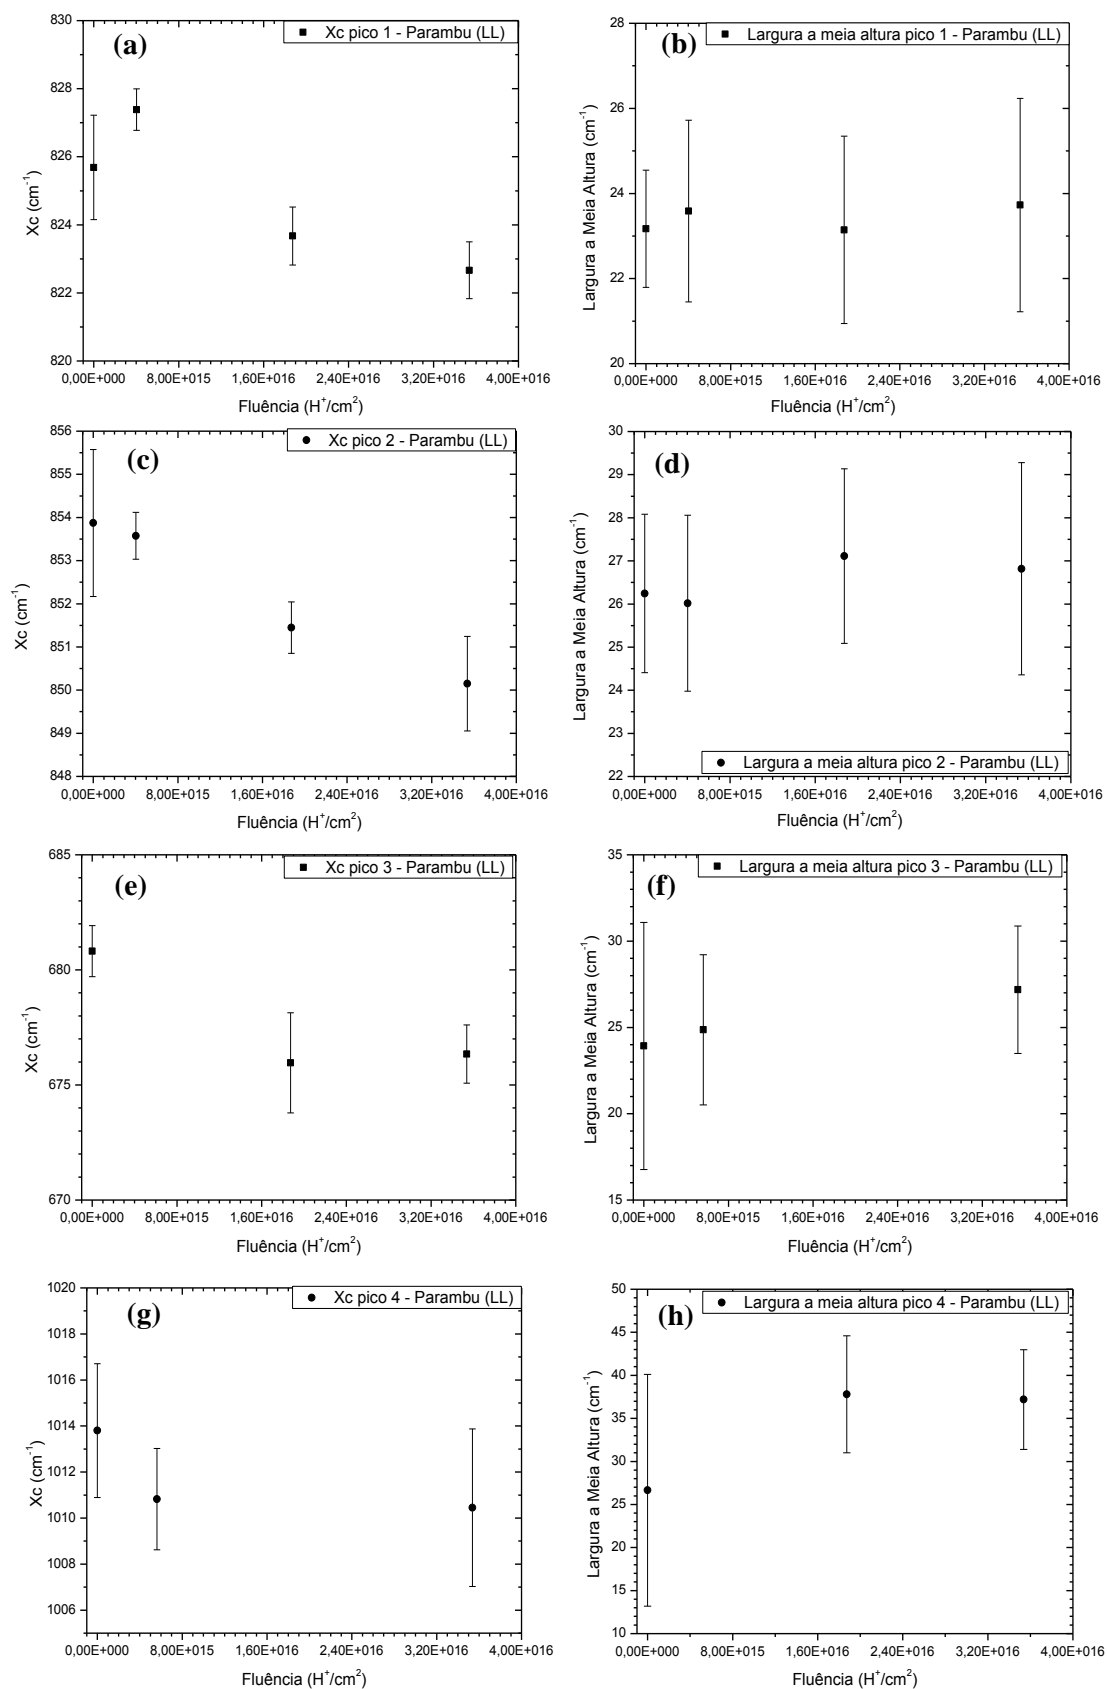 (a)
Xc pico 1 - Parambu (LL)
830
828
826
824
822
820
Xc (cm⁻¹)
0,00E+000 8,00E+015 1,60E+016 2,40E+016 3,20E+016 4,00E+016
Fluência (H⁺/cm²)
(b)
Largura a meia altura pico 1 - Parambu (LL)
28
26
24
22
20
Largura a Meia Altura (cm⁻¹)
0,00E+000 8,00E+015 1,60E+016 2,40E+016 3,20E+016 4,00E+016
Fluência (H⁺/cm²)
(c)
Xc pico 2 - Parambu (LL)
856
855
854
853
852
851
850
849
848
Xc (cm⁻¹)
0,00E+000 8,00E+015 1,60E+016 2,40E+016 3,20E+016 4,00E+016
Fluência (H⁺/cm²)
(d)
30
29
28
27
26
25
24
23
22
Largura a Meia Altura (cm⁻¹)
Largura a meia altura pico 2 - Parambu (LL)
0,00E+000 8,00E+015 1,60E+016 2,40E+016 3,20E+016 4,00E+016
Fluência (H⁺/cm²)
(e)
Xc pico 3 - Parambu (LL)
685
680
675
670
Xc (cm⁻¹)
0,00E+000 8,00E+015 1,60E+016 2,40E+016 3,20E+016 4,00E+016
Fluência (H⁺/cm²)
(f)
Largura a meia altura pico 3 - Parambu (LL)
35
30
25
20
15
Largura a Meia Altura (cm⁻¹)
0,00E+000 8,00E+015 1,60E+016 2,40E+016 3,20E+016 4,00E+016
Fluência (H⁺/cm²)
(g)
Xc pico 4 - Parambu (LL)
1020
1018
1016
1014
1012
1010
1008
1006
Xc (cm⁻¹)
0,00E+000 8,00E+015 1,60E+016 2,40E+016 3,20E+016 4,00E+016
Fluência (H⁺/cm²)
(h)
Largura a meia altura pico 4 - Parambu (LL)
50
45
40
35
30
25
20
15
10
Largura a Meia Altura (cm⁻¹)
0,00E+000 8,00E+015 1,60E+016 2,40E+016 3,20E+016 4,00E+016
Fluência (H⁺/cm²)